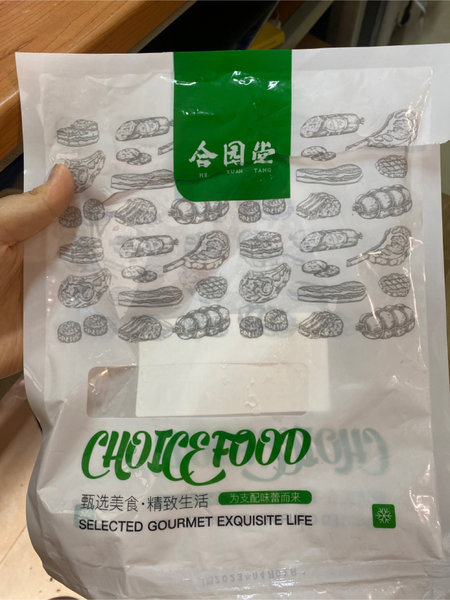 合园堂
HE YUAN TANG
CHOICEFOOD
甄选美食·精致生活
为支配味蕾而来
SELECTED GOURMET EXQUISITE LIFE